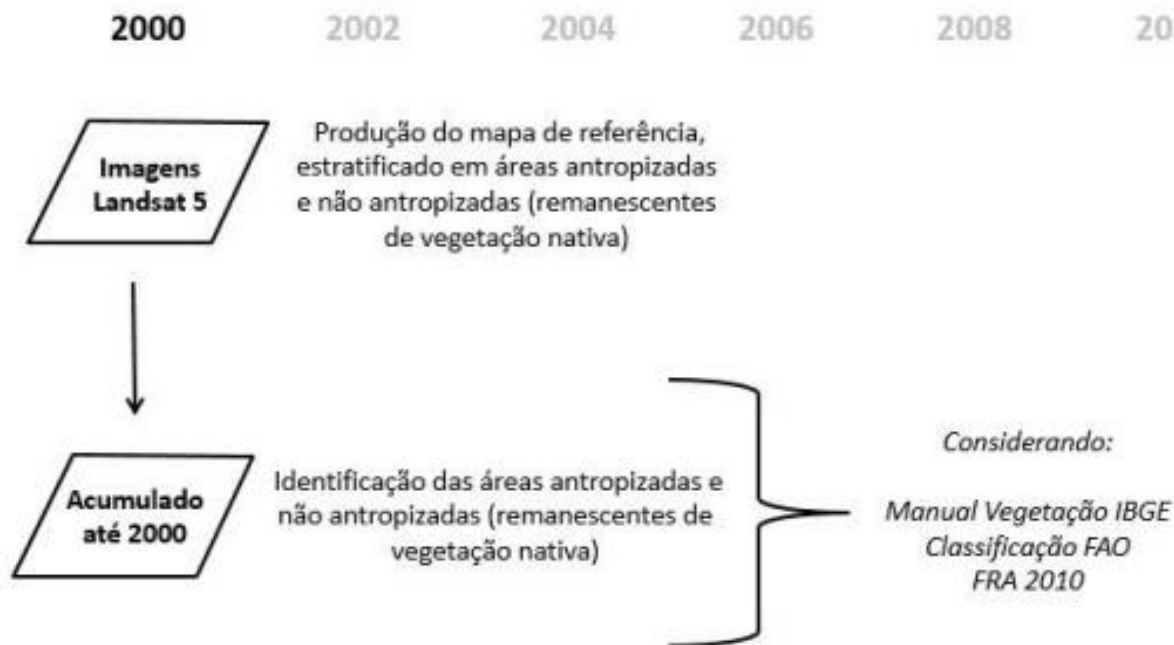 2000 2002 2004 2006 2008 20
Imagens
Landsat 5
Produção do mapa de referência,
estratificado em áreas antropizadas
e não antropizadas (remanescentes
de vegetação nativa)
Acumulado
até 2000
Identificação das áreas antropizadas e
não antropizadas (remanescentes de
vegetação nativa)
Considerando:
Manual Vegetação IBGE
Classificação FAO
FRA 2010